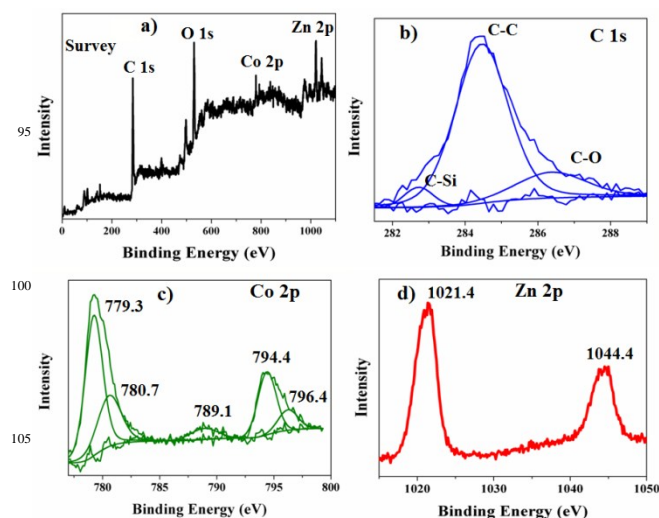 a)
Survey
C 1s
O 1s
Co 2p
Zn 2p
Intensity
0 200 400 600 800 1000
Binding Energy (eV)
b)
C-C
C 1s
C-Si
C-O
Intensity
282 284 286 288
Binding Energy (eV)
95
100
105
c)
Co 2p
779.3
780.7
789.1
794.4
796.4
Intensity
780 785 790 795 800
Binding Energy (eV)
d)
Zn 2p
1021.4
1044.4
Intensity
1020 1030 1040 1050
Binding Energy (eV)